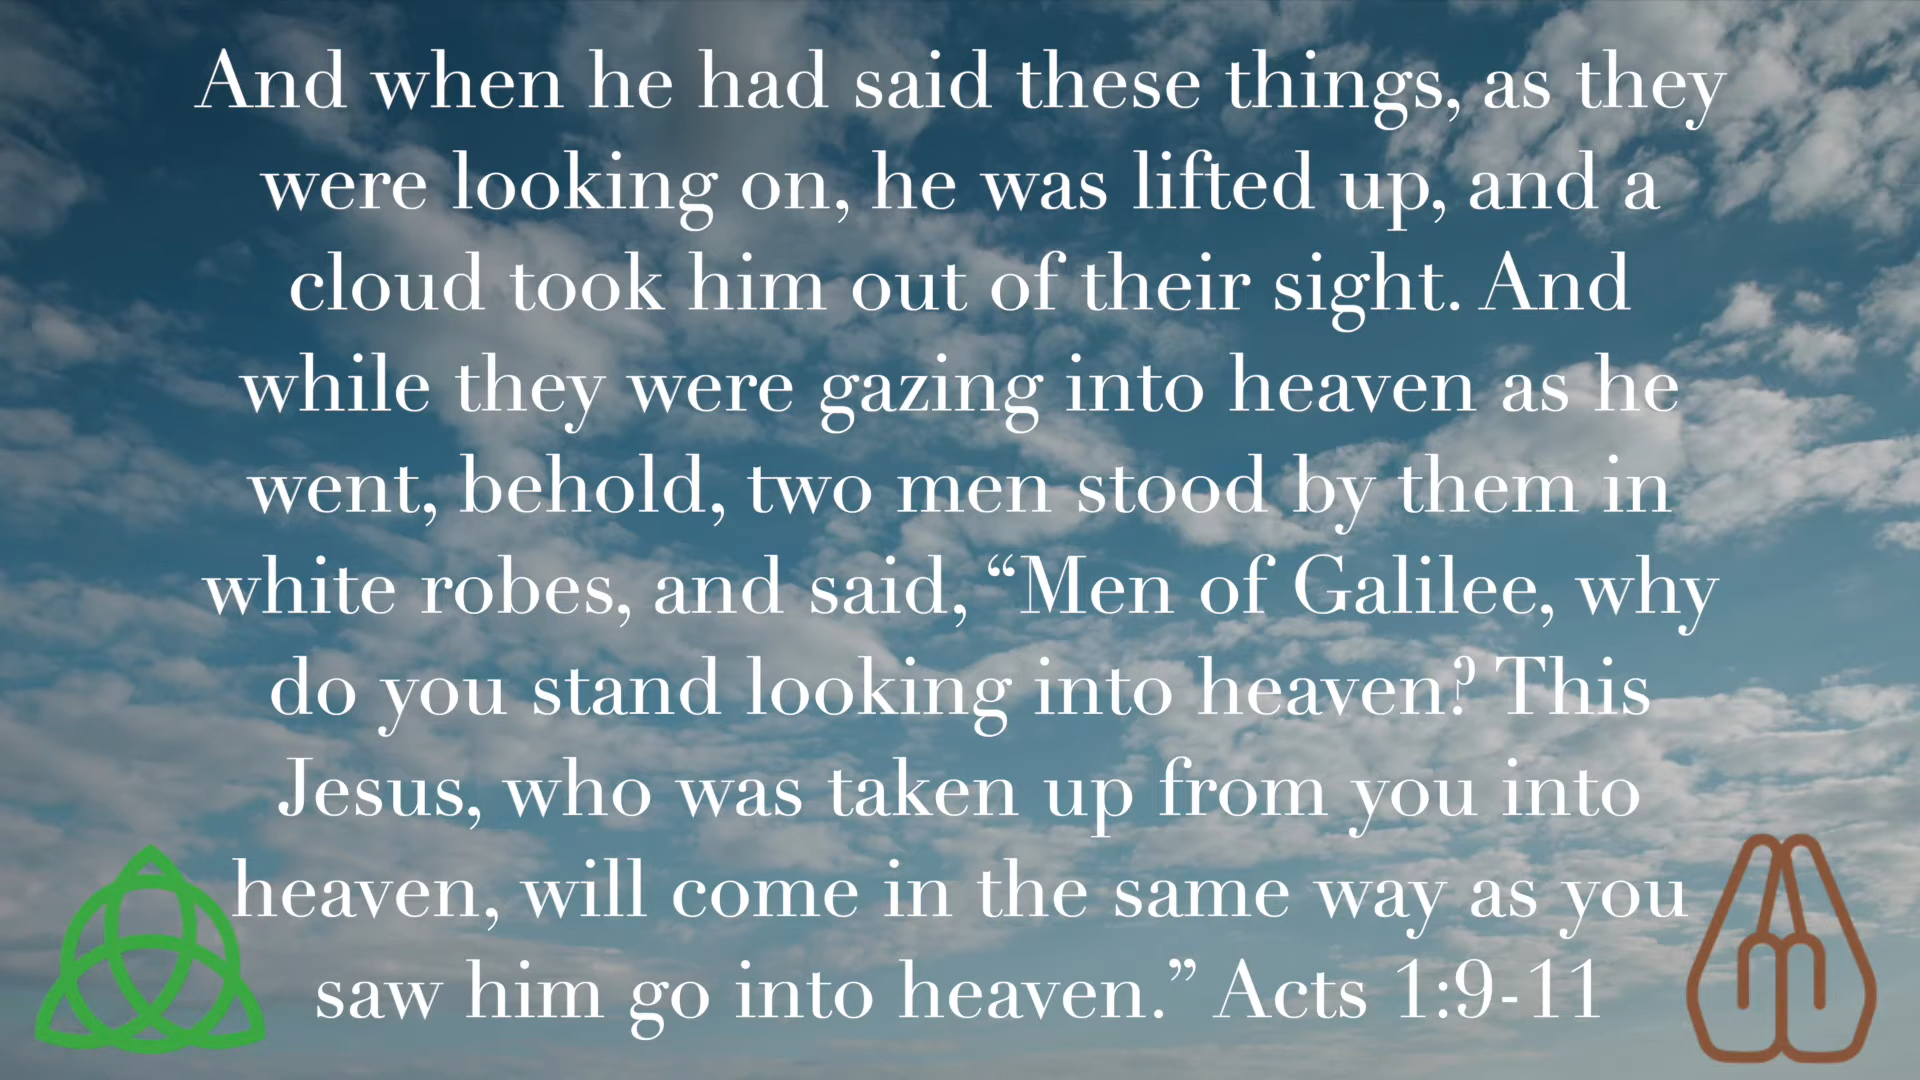 And when he had said these things, as they
were looking on, he was lifted up, and a
cloud took him out of their sight. And
while they were gazing into heaven as he
went, behold, two men stood by them in
white robes, and said, “Men of Galilee, why
do you stand looking into heaven? This
Jesus, who was taken up from you into
heaven, will come in the same way as you
saw him go into heaven.” Acts 1:9-11